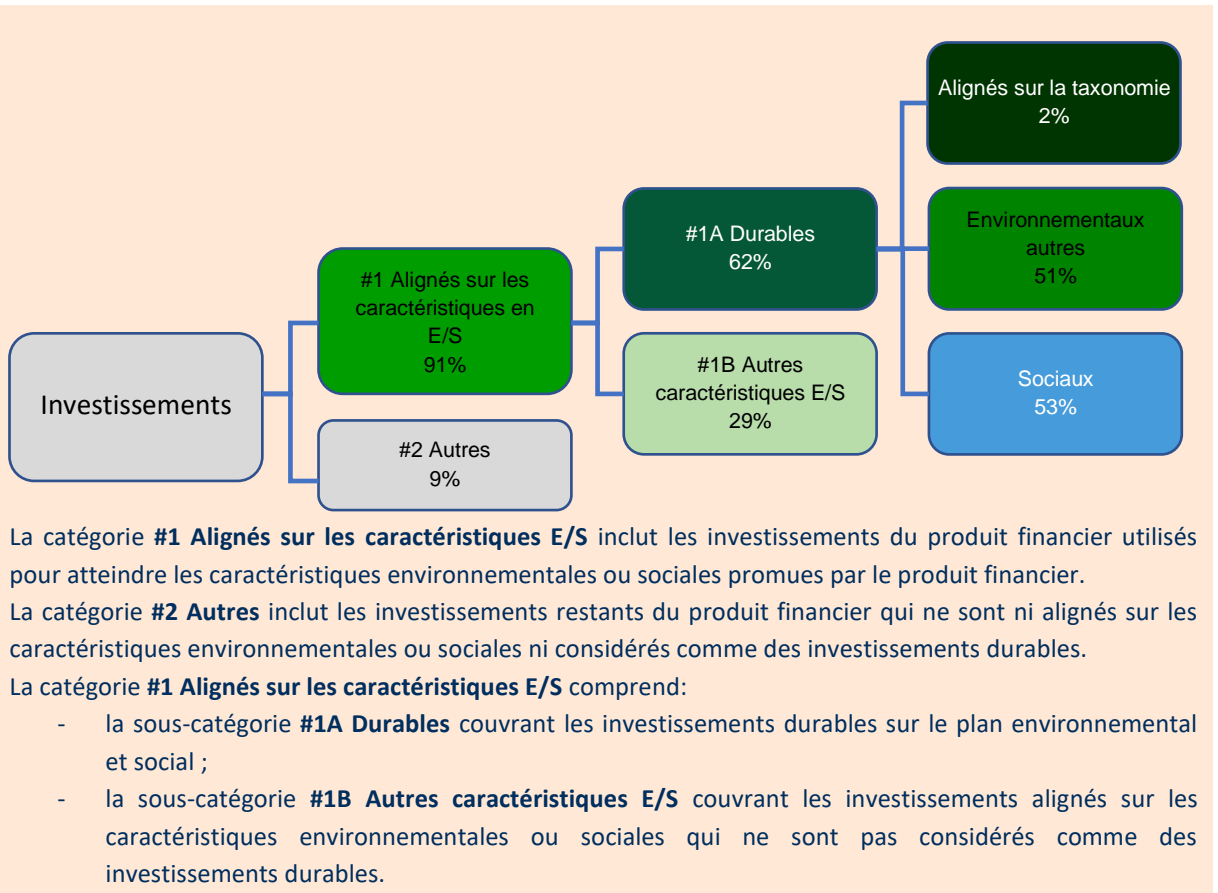 Alignés sur la taxonomie
2%
#1A Durables
62%
Environnementaux
autres
51%
#1 Alignés sur les
caractéristiques en
E/S
91%
Investissements
#1B Autres
caractéristiques E/S
29%
Sociaux
53%
#2 Autres
9%
La catégorie #1 Alignés sur les caractéristiques E/S inclut les investissements du produit financier utilisés
pour atteindre les caractéristiques environnementales ou sociales promues par le produit financier.
La catégorie #2 Autres inclut les investissements restants du produit financier qui ne sont ni alignés sur les
caractéristiques environnementales ou sociales ni considérés comme des investissements durables.
La catégorie #1 Alignés sur les caractéristiques E/S comprend:
- la sous-catégorie #1A Durables couvrant les investissements durables sur le plan environnemental
et social ;
- la sous-catégorie #1B Autres caractéristiques E/S couvrant les investissements alignés sur les
caractéristiques environnementales ou sociales qui ne sont pas considérés comme des
investissements durables.